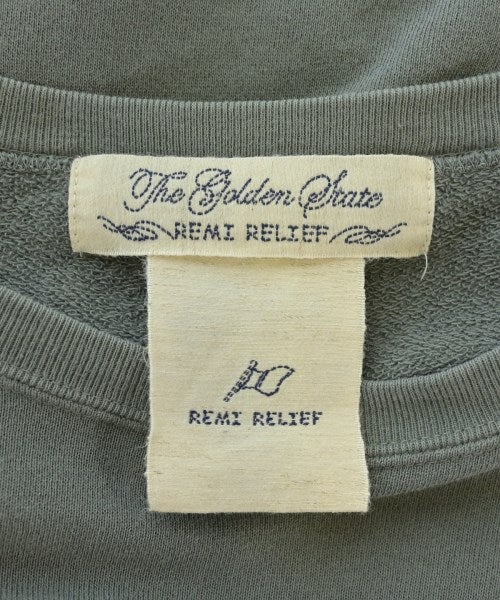 The Golden State
REMI RELIEF
REMI RELIEF